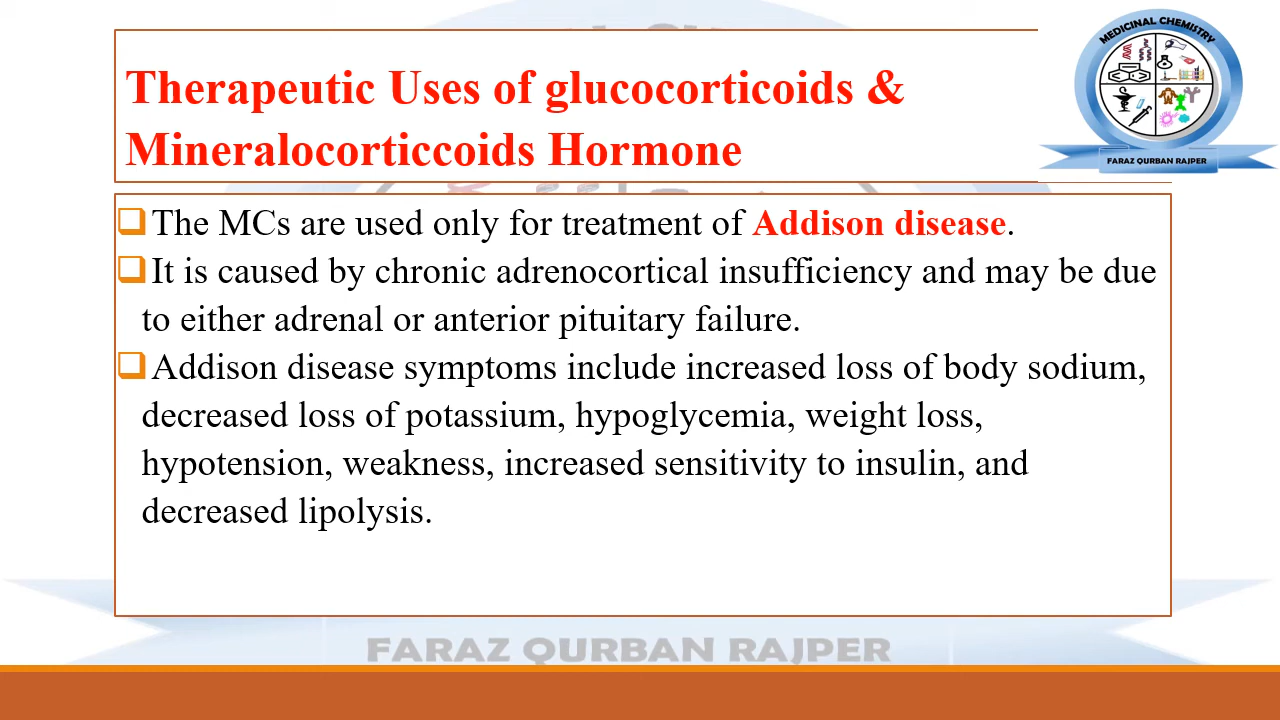 MEDICINAL CHEMISTRY
FARAZ QURBAN RAJPER
Therapeutic Uses of glucocorticoids &
Mineralocorticcoids Hormone
The MCs are used only for treatment of Addison disease.
It is caused by chronic adrenocortical insufficiency and may be due
to either adrenal or anterior pituitary failure.
Addison disease symptoms include increased loss of body sodium,
decreased loss of potassium, hypoglycemia, weight loss,
hypotension, weakness, increased sensitivity to insulin, and
decreased lipolysis.
FARAZ QURBAN RAJPER